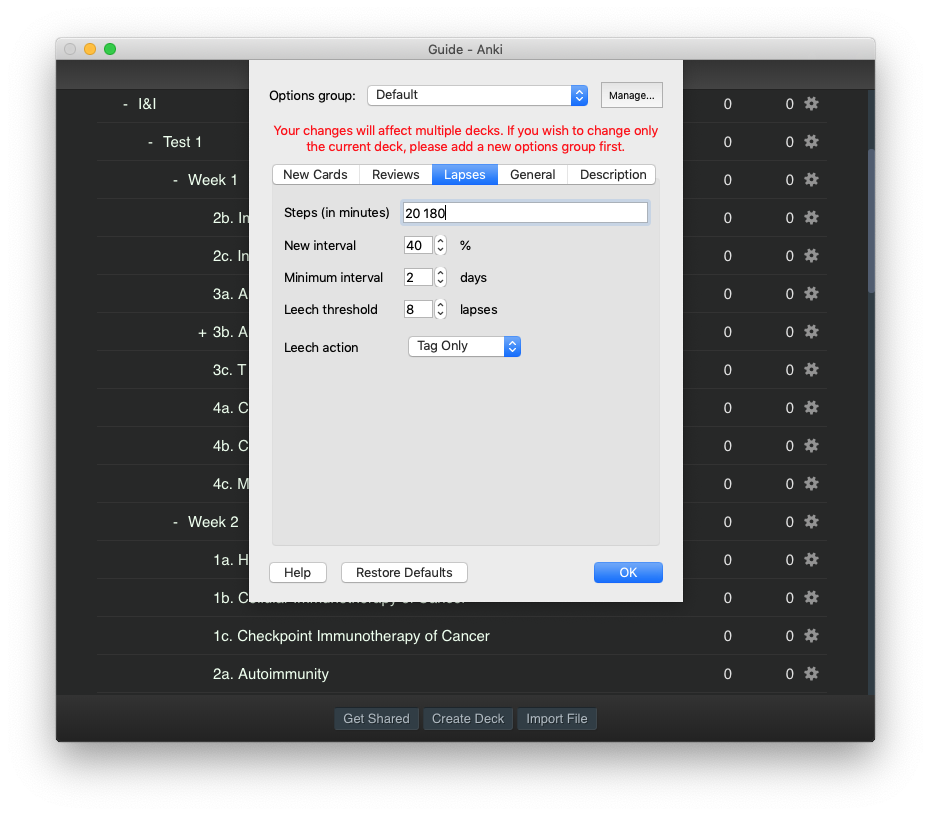 Guide - Anki
Options group: Default Manage...
Your changes will affect multiple decks. If you wish to change only
the current deck, please add a new options group first.
New Cards Reviews Lapses General Description
Steps (in minutes) 20 180
New interval 40 %
Minimum interval 2 days
Leech threshold 8 lapses
Leech action Tag Only
Help Restore Defaults OK
- I&I 0 0
- Test 1 0 0
- Week 1 0 0
2b. In 0 0
2c. In 0 0
3a. A 0 0
+ 3b. A 0 0
3c. T 0 0
4a. C 0 0
4b. C 0 0
4c. M 0 0
- Week 2 0 0
1a. H 0 0
1b. Cellular Immunotherapy of Cancer 0 0
1c. Checkpoint Immunotherapy of Cancer 0 0
2a. Autoimmunity 0 0
Get Shared Create Deck Import File